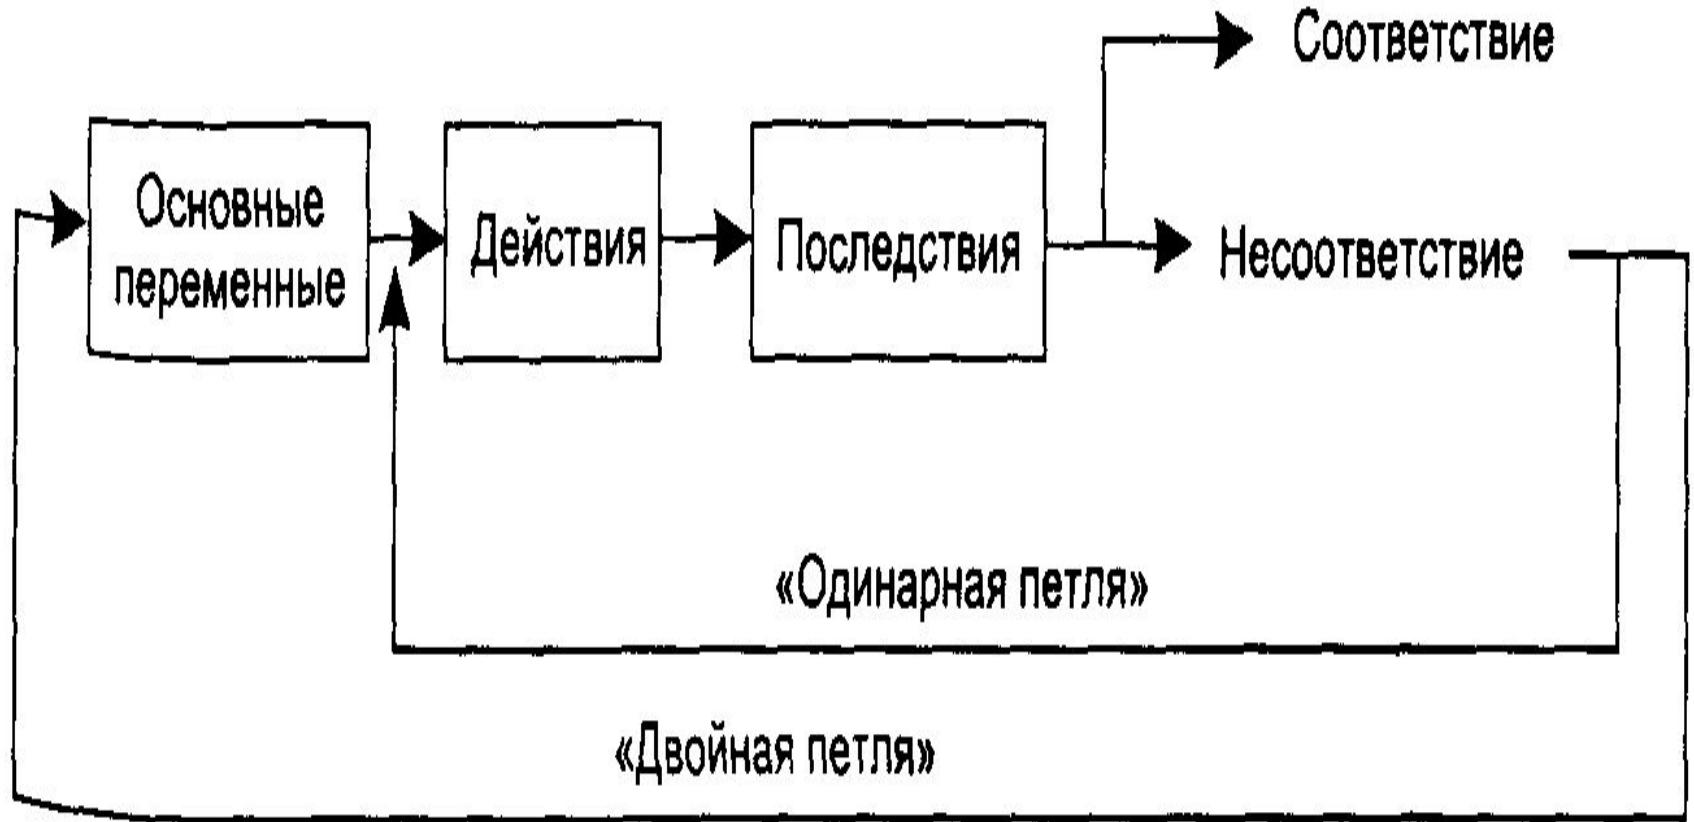 Соответствие
Основные
переменные
Действия
Последствия
Несоответствие
«Одинарная петля»
«Двойная петля»